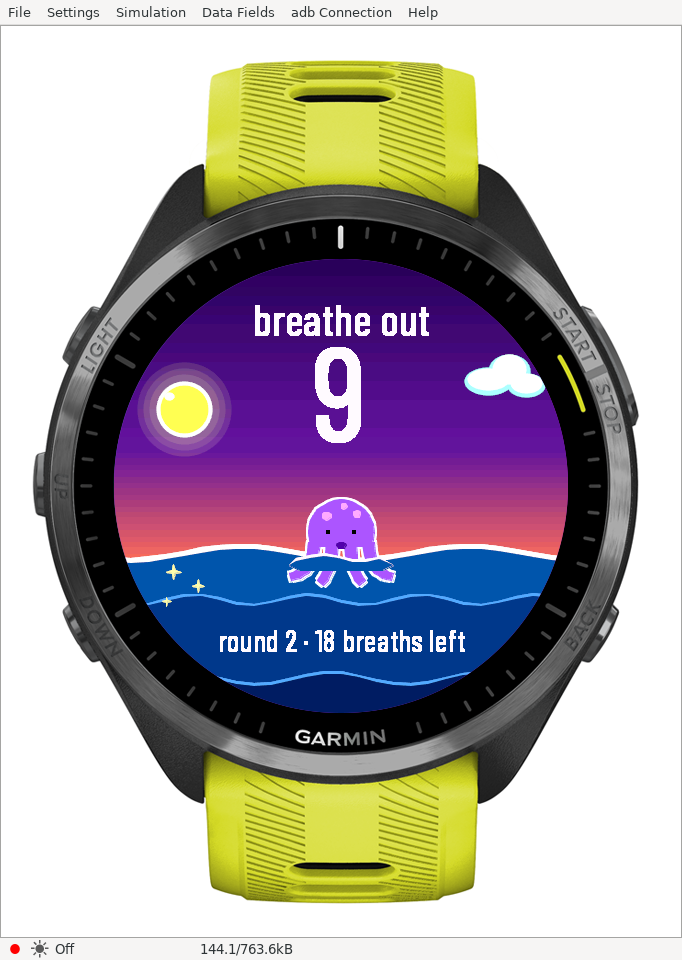 File Settings Simulation Data Fields adb Connection Help
LIGHT
START
STOP
UP
DOWN
BACK
breathe out
9
round 2 · 18 breaths left
GARMIN
Off 144.1/763.6kB